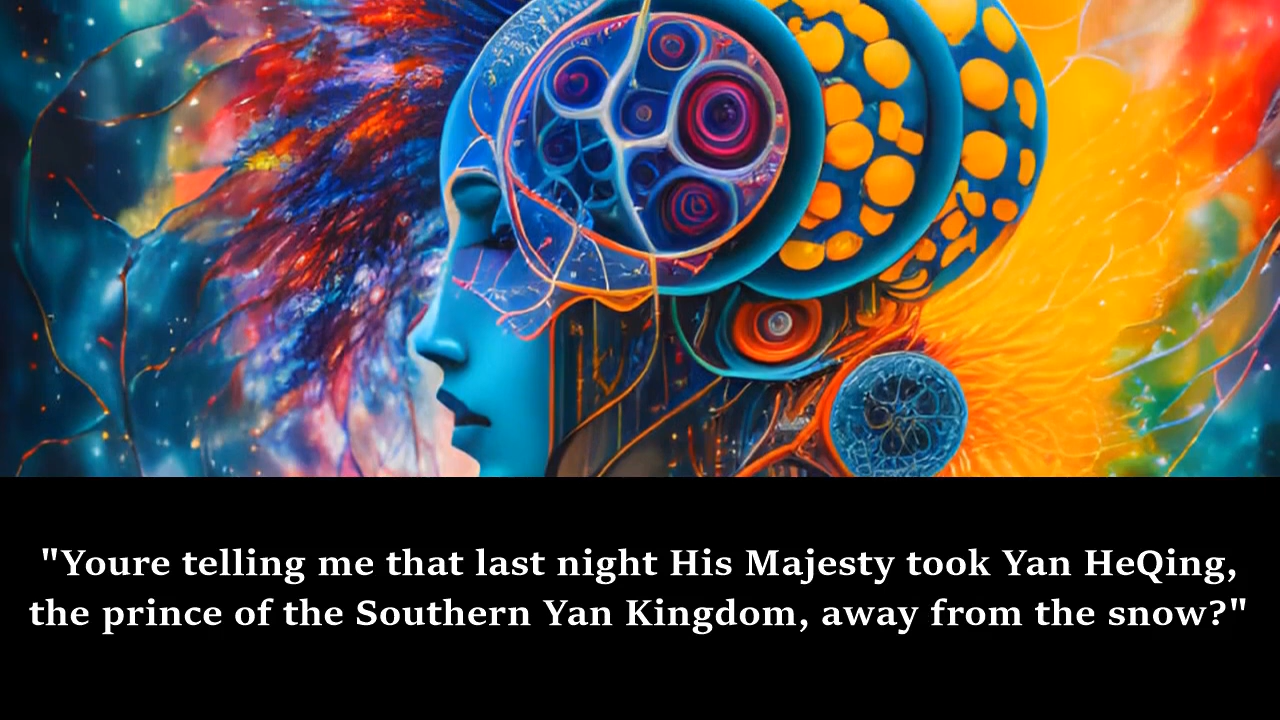 "Youre telling me that last night His Majesty took Yan HeQing,
the prince of the Southern Yan Kingdom, away from the snow?"